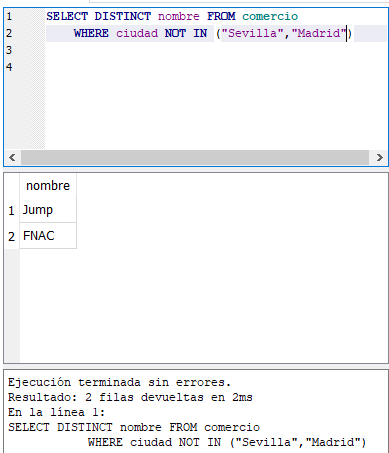 1 SELECT DISTINCT nombre FROM comercio
2 WHERE ciudad NOT IN ("Sevilla","Madrid")
3
4
nombre
1 Jump
2 FNAC
Ejecución terminada sin errores.
Resultado: 2 filas devueltas en 2ms
En la línea 1:
SELECT DISTINCT nombre FROM comercio
WHERE ciudad NOT IN ("Sevilla","Madrid")